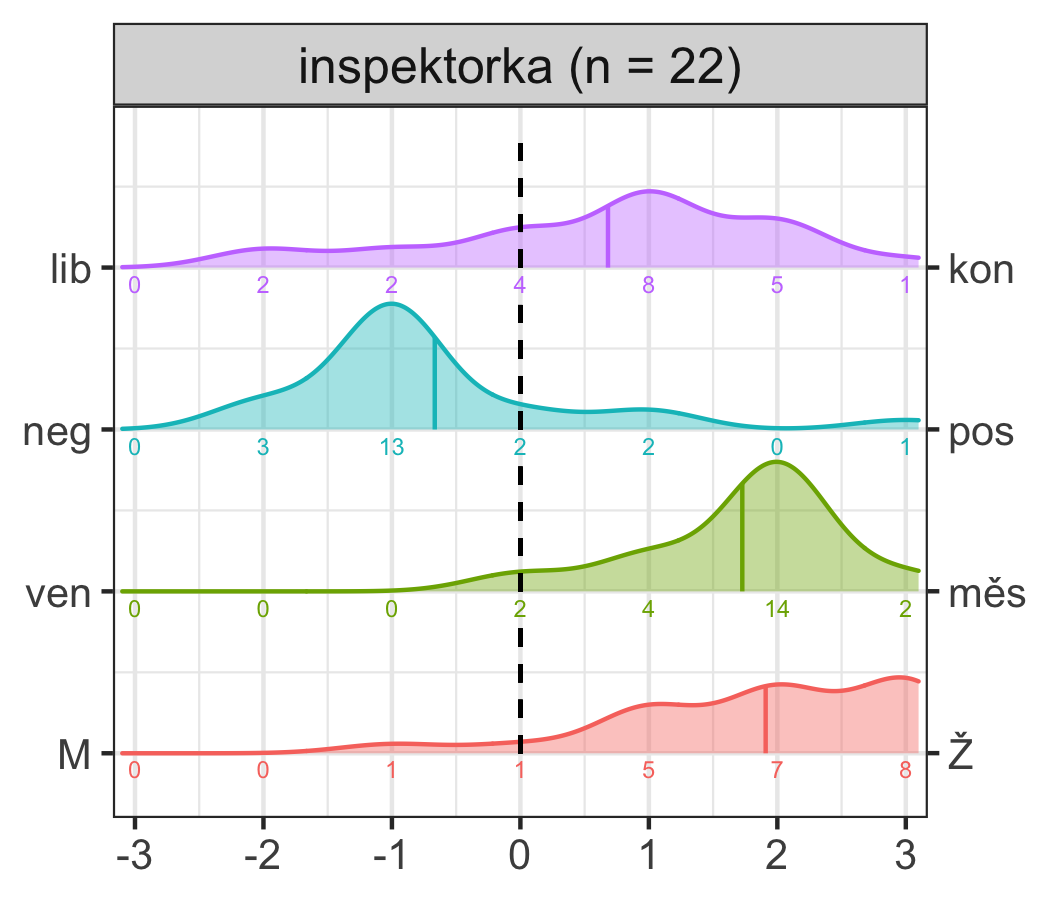 inspektorka (n = 22)
lib kon
0 2 2 4 8 5 1
neg pos
0 3 13 2 2 0 1
ven měs
0 0 0 2 4 14 2
M Ž
0 0 1 1 5 7 8
-3 -2 -1 0 1 2 3